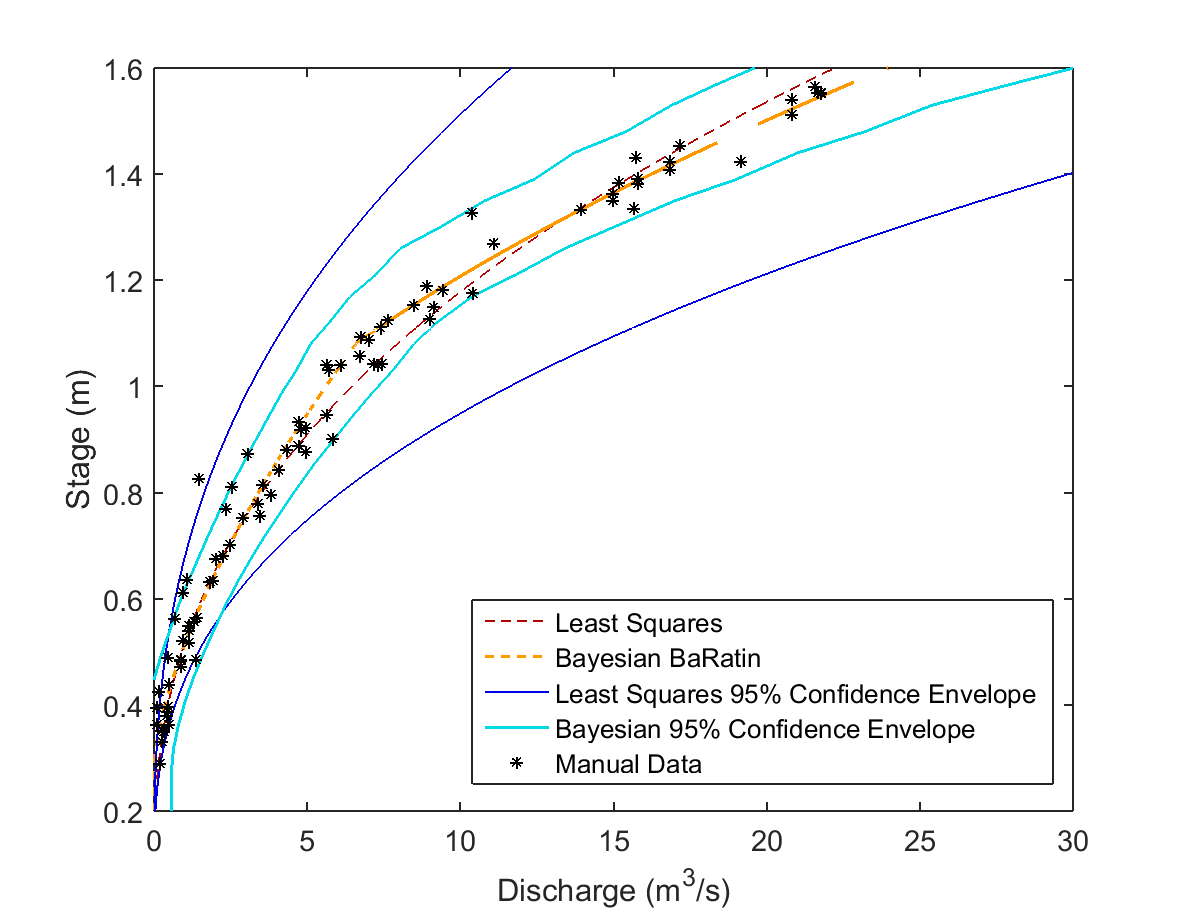 1.6
1.4
1.2
1
0.8
0.6
0.4
0.2
Stage (m)
0 5 10 15 20 25 30
Discharge (m³/s)
Least Squares
Bayesian BaRatin
Least Squares 95% Confidence Envelope
Bayesian 95% Confidence Envelope
Manual Data